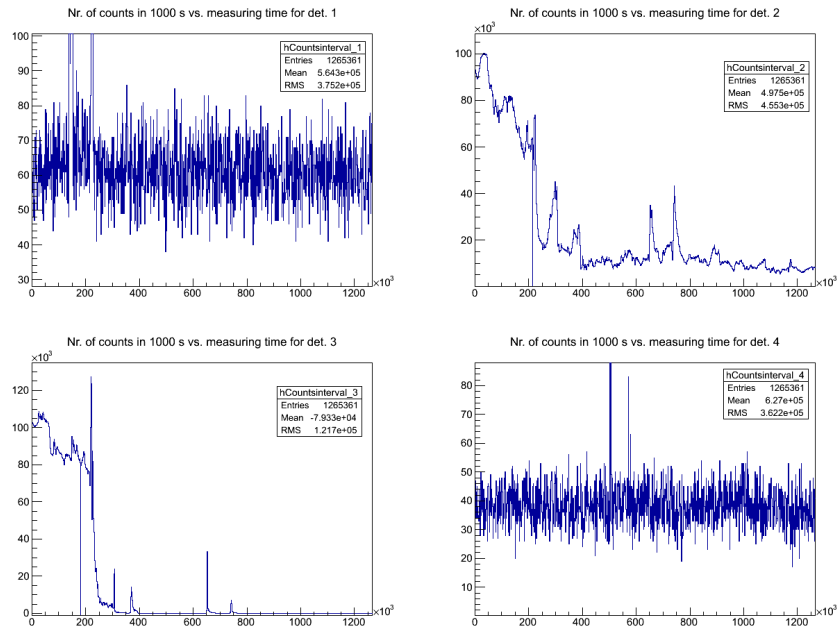 Nr. of counts in 1000 s vs. measuring time for det. 1
100
90
80
70
60
50
40
30
0 200 400 600 800 1000 1200
×10³
hCountsinterval_1
Entries 1265361
Mean 5.643e+05
RMS 3.752e+05
Nr. of counts in 1000 s vs. measuring time for det. 2
×10³
100
80
60
40
20
0 200 400 600 800 1000 1200
×10³
hCountsinterval_2
Entries 1265361
Mean 4.975e+05
RMS 4.553e+05
Nr. of counts in 1000 s vs. measuring time for det. 3
×10³
120
100
80
60
40
20
0
0 200 400 600 800 1000 1200
×10³
hCountsinterval_3
Entries 1265361
Mean -7.933e+04
RMS 1.217e+05
Nr. of counts in 1000 s vs. measuring time for det. 4
80
70
60
50
40
30
20
10
0 200 400 600 800 1000 1200
×10³
hCountsinterval_4
Entries 1265361
Mean 6.27e+05
RMS 3.622e+05